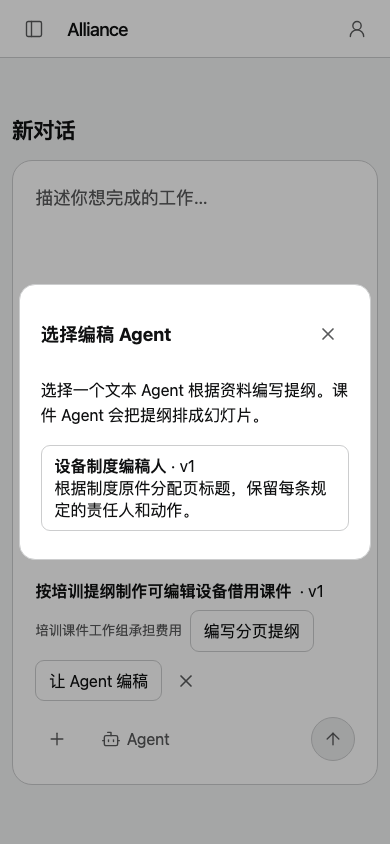 Alliance
新对话
描述你想完成的工作...
选择编稿 Agent
选择一个文本 Agent 根据资料编写提纲。课
件 Agent 会把提纲排成幻灯片。
设备制度编稿人 · v1
根据制度原件分配页标题，保留每条规
定的责任人和动作。
按培训提纲制作可编辑设备借用课件 · v1
培训课件工作组承担费用 编写分页提纲
让 Agent 编稿
Agent